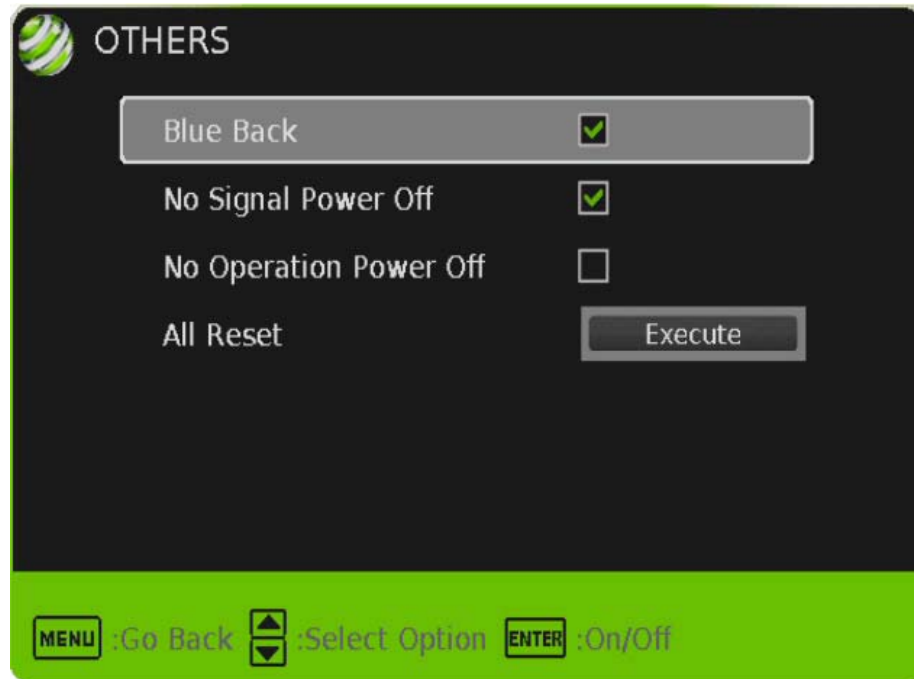 OTHERS
Blue Back
No Signal Power Off
No Operation Power Off
All Reset Execute
MENU :Go Back :Select Option ENTER :On/Off